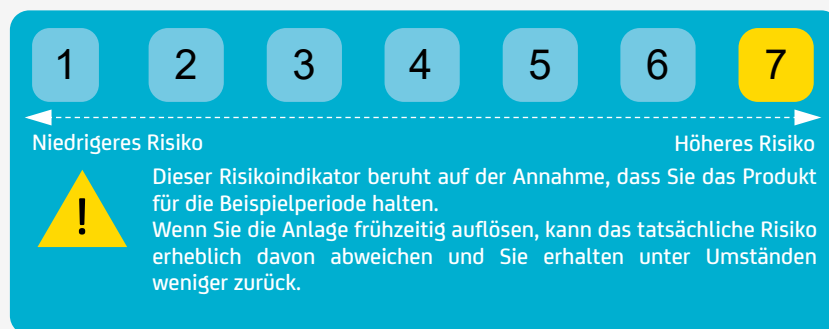 1 2 3 4 5 6 7
Niedrigeres Risiko Höheres Risiko
!
Dieser Risikoindikator beruht auf der Annahme, dass Sie das Produkt
für die Beispielperiode halten.
Wenn Sie die Anlage frühzeitig auflösen, kann das tatsächliche Risiko
erheblich davon abweichen und Sie erhalten unter Umständen
weniger zurück.